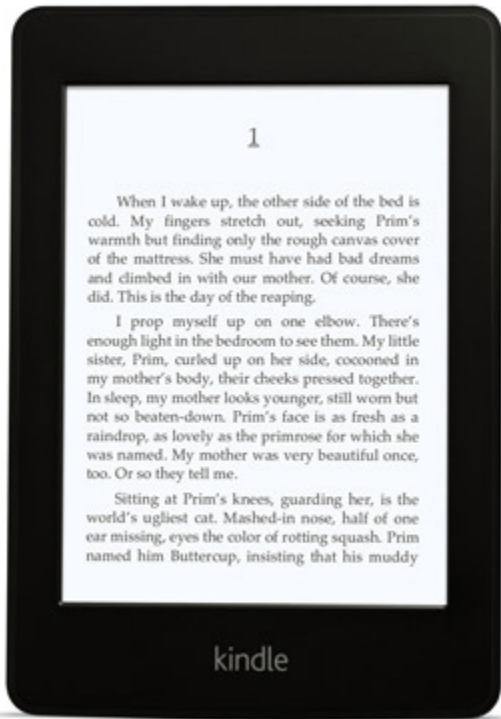 1
When I wake up, the other side of the bed is
cold. My fingers stretch out, seeking Prim's
warmth but finding only the rough canvas cover
of the mattress. She must have had bad dreams
and climbed in with our mother. Of course, she
did. This is the day of the reaping.
I prop myself up on one elbow. There's
enough light in the bedroom to see them. My little
sister, Prim, curled up on her side, cocooned in
my mother's body, their cheeks pressed together.
In sleep, my mother looks younger, still worn but
not so beaten-down. Prim's face is as fresh as a
raindrop, as lovely as the primrose for which she
was named. My mother was very beautiful once,
too. Or so they tell me.
Sitting at Prim's knees, guarding her, is the
world's ugliest cat. Mashed-in nose, half of one
ear missing, eyes the color of rotting squash. Prim
named him Buttercup, insisting that his muddy
kindle